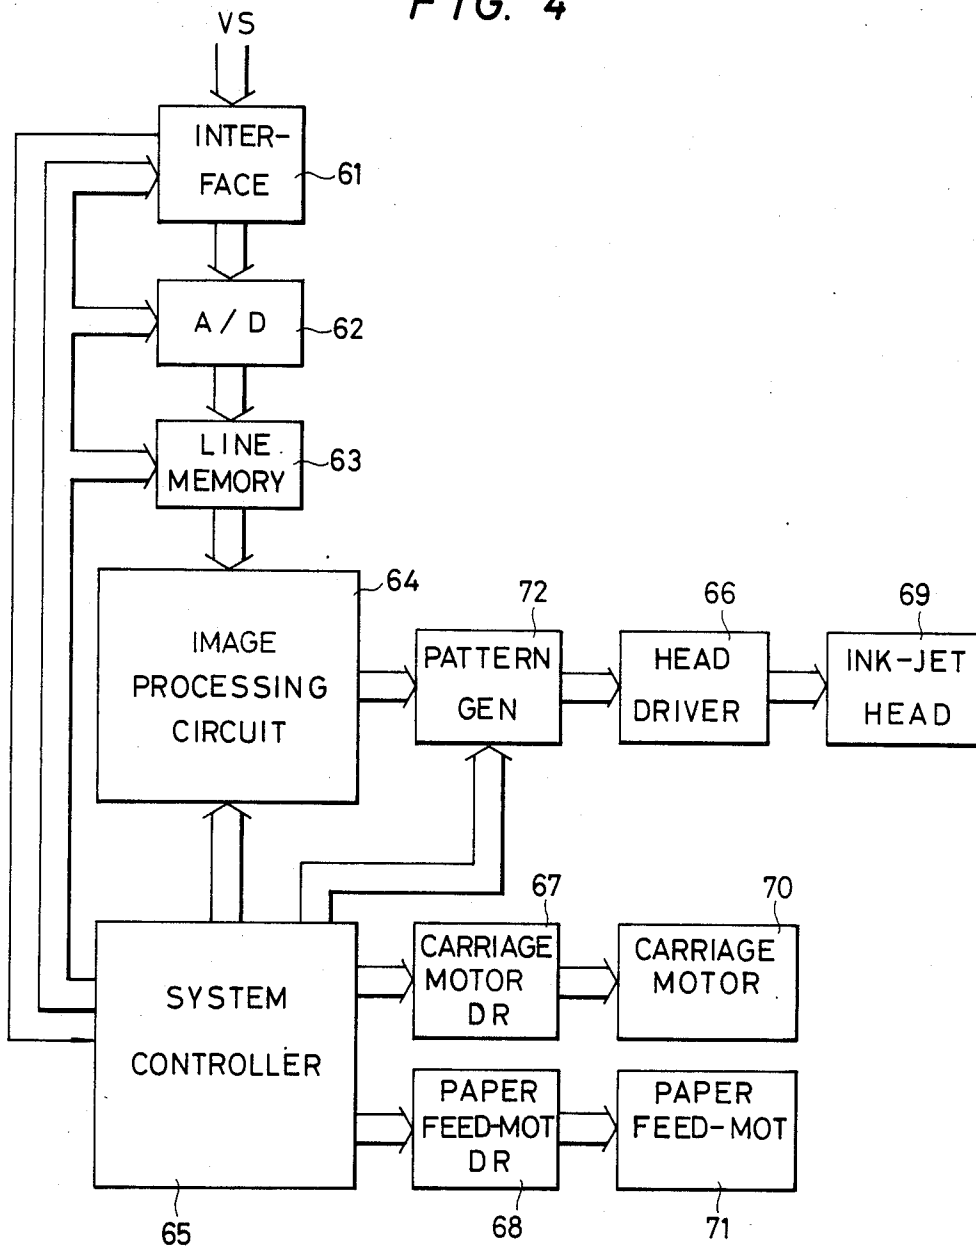 FIG. 4
VS
INTER-
FACE
61
A/D
62
LINE
MEMORY
63
64
IMAGE
PROCESSING
CIRCUIT
72
PATTERN
GEN
66
HEAD
DRIVER
69
INK-JET
HEAD
SYSTEM
CONTROLLER
65
67
CARRIAGE
MOTOR
DR
70
CARRIAGE
MOTOR
PAPER
FEED-MOT
DR
68
PAPER
FEED-MOT
71